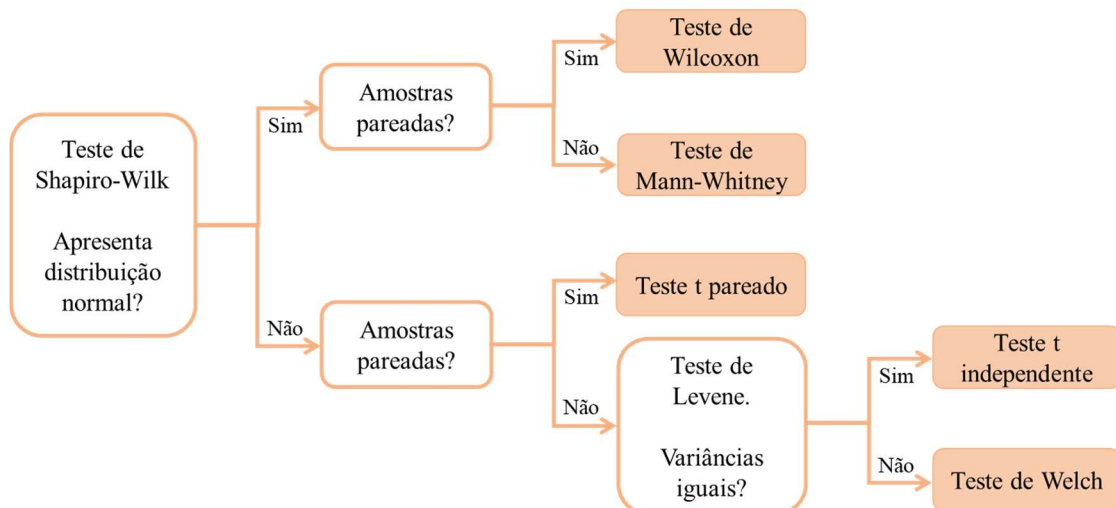 Teste de
Shapiro-Wilk
Apresenta
distribuição
normal?
Sim
Não
Amostras
pareadas?
Sim
Não
Teste de
Wilcoxon
Teste de
Mann-Whitney
Amostras
pareadas?
Sim
Não
Teste t pareado
Teste de
Levene.
Variâncias
iguais?
Sim
Não
Teste t
independente
Teste de Welch